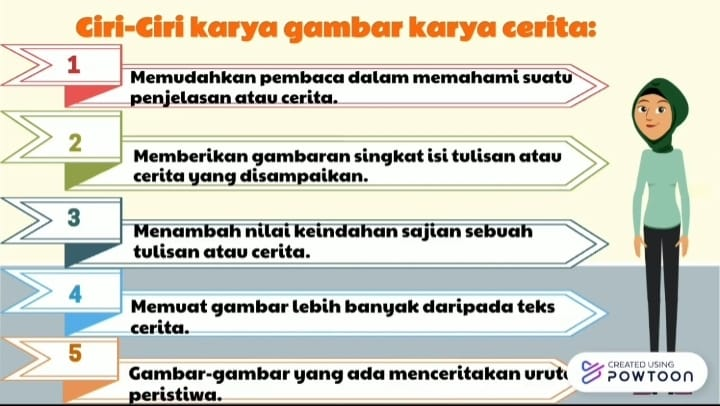 Ciri-Ciri karya gambar karya cerita:
1
Memudahkan pembaca dalam memahami suatu
penjelasan atau cerita.
2
Memberikan gambaran singkat isi tulisan atau
cerita yang disampaikan.
3
Menambah nilai keindahan sajian sebuah
tulisan atau cerita.
4
Memuat gambar lebih banyak daripada teks
cerita.
5
Gambar-gambar yang ada menceritakan
peristiwa.
CREATED USING
POWTOON